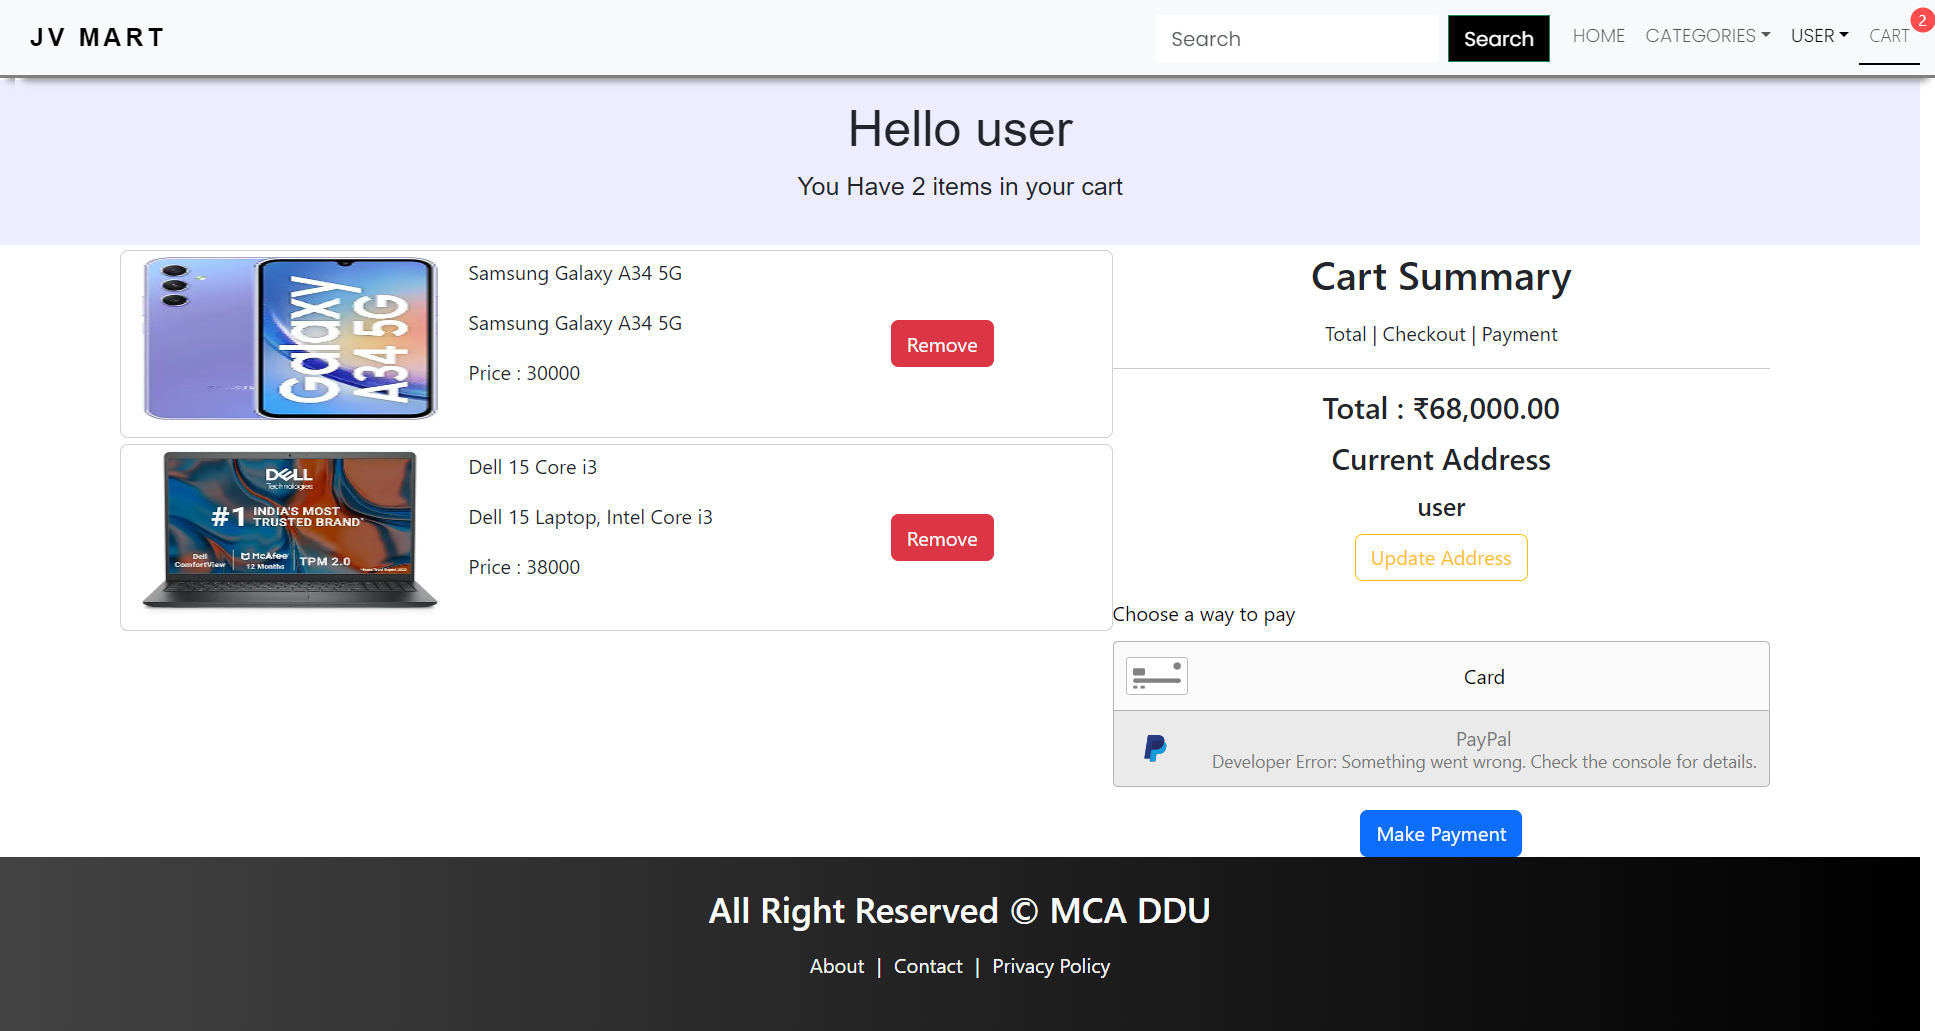 JV MART
Search
Search
HOME
CATEGORIES
USER
CART
2
Hello user
You Have 2 items in your cart
Galaxy
A34 5G
Samsung Galaxy A34 5G
Samsung Galaxy A34 5G
Price : 30000
Remove
DELL
Technologies
#1 INDIA'S MOST
TRUSTED BRAND*
Dell
ComfortView
McAfee
12 Months
TPM 2.0
Dell 15 Core i3
Dell 15 Laptop, Intel Core i3
Price : 38000
Remove
Cart Summary
Total | Checkout | Payment
Total : ₹68,000.00
Current Address
user
Update Address
Choose a way to pay
Card
PayPal
Developer Error: Something went wrong. Check the console for details.
Make Payment
All Right Reserved © MCA DDU
About | Contact | Privacy Policy